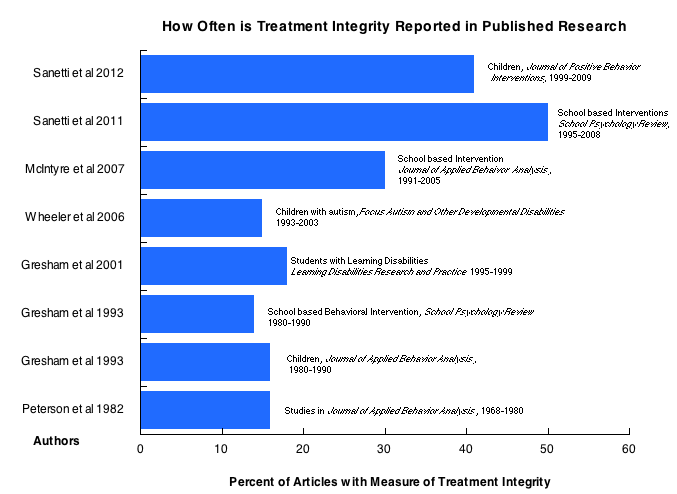 How Often is Treatment Integrity Reported in Published Research
Sanetti et al 2012
Children, Journal of Positive Behavior
Interventions, 1999-2009
Sanetti et al 2011
School based Interventions
School Psychology Review,
1995-2008
McIntyre et al 2007
School based Intervention
Journal of Applied Behaivor Analysis,
1991-2005
Wheeler et al 2006
Children with autism, Focus Autism and Other Developmental Disabilities
1993-2003
Gresham et al 2001
Students with Learning Disabilities
Learning Disabilities Research and Practice 1995-1999
Gresham et al 1993
School based Behavioral Intervention, School Psychology Review
1980-1990
Gresham et al 1993
Children, Journal of Applied Behavior Analysis,
1980-1990
Peterson et al 1982
Studies in Journal of Applied Behavior Analysis, 1968-1980
Authors
0 10 20 30 40 50 60
Percent of Articles with Measure of Treatment Integrity